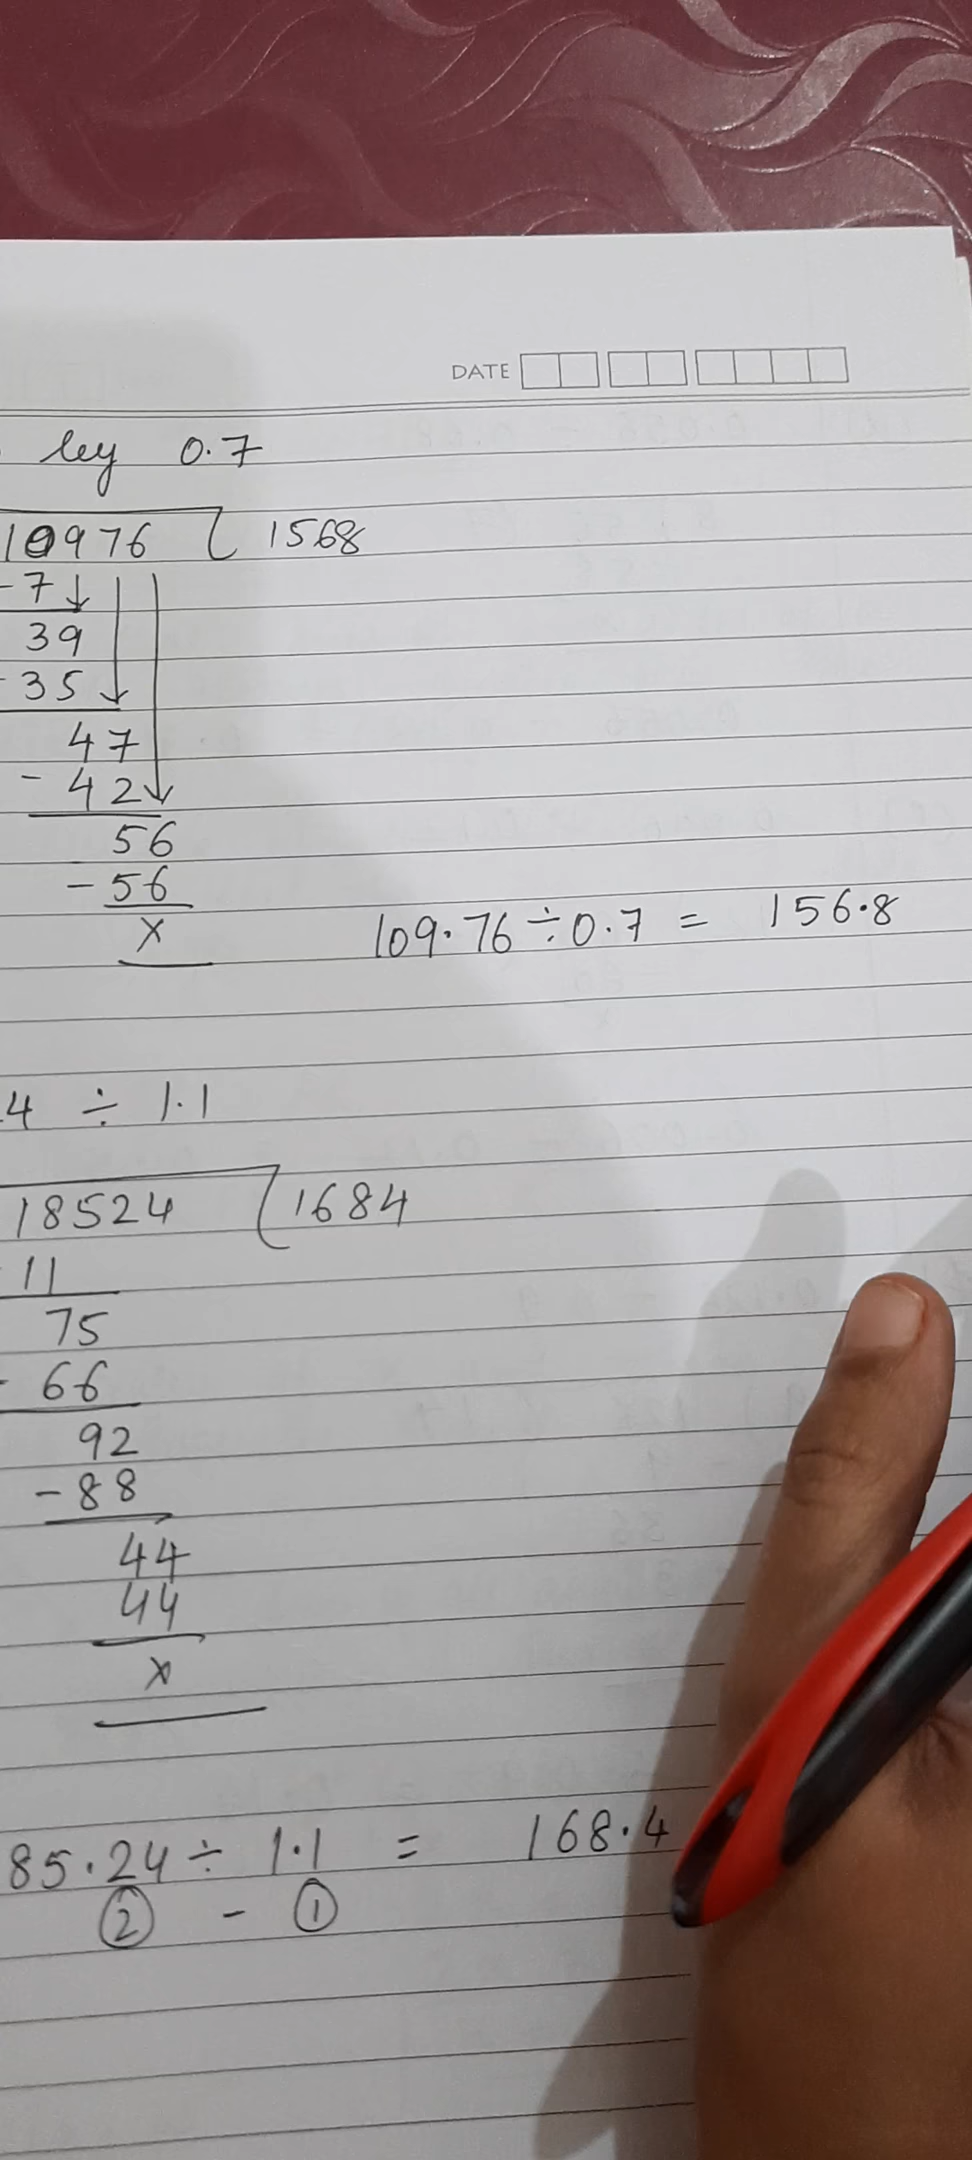 DATE
ley 0.7
10976 1568
- 7
39
- 35
47
- 42
56
- 56
x
109.76 ÷ 0.7 = 156.8
.4 ÷ 1.1
18524 1684
11
75
- 66
92
- 88
44
44
x
85.24 ÷ 1.1 = 168.4
2 - 1